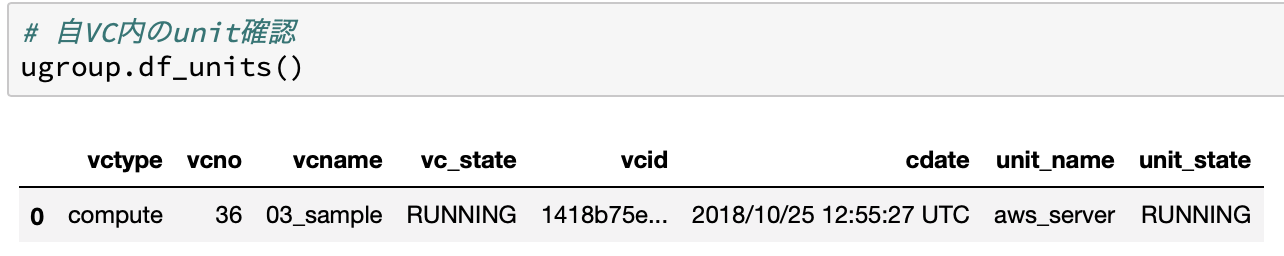 # 自VC内のunit確認
ugroup.df_units()
vctype vcno vcname vc_state vcid cdate unit_name unit_state
0 compute 36 03_sample RUNNING 1418b75e... 2018/10/25 12:55:27 UTC aws_server RUNNING